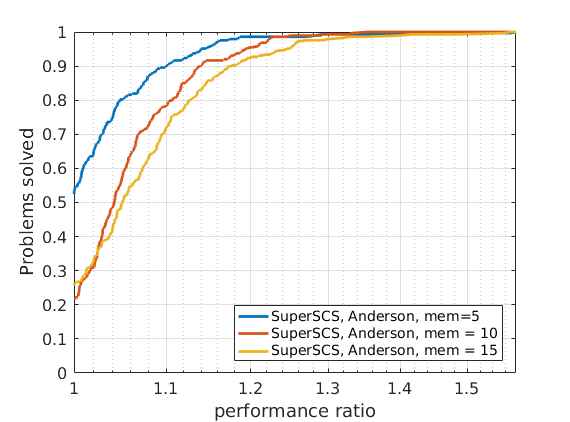 1
0.9
0.8
0.7
0.6
0.5
0.4
0.3
0.2
0.1
0
Problems solved
SuperSCS, Anderson, mem=5
SuperSCS, Anderson, mem = 10
SuperSCS, Anderson, mem = 15
1 1.1 1.2 1.3 1.4 1.5
performance ratio